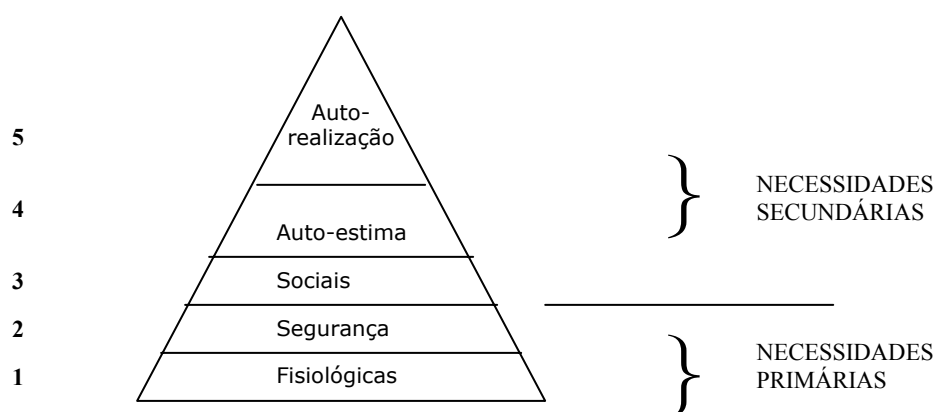 5
Auto-
realização
NECESSIDADES
SECUNDÁRIAS
4
Auto-estima
3
Sociais
2
Segurança
NECESSIDADES
PRIMÁRIAS
1
Fisiológicas